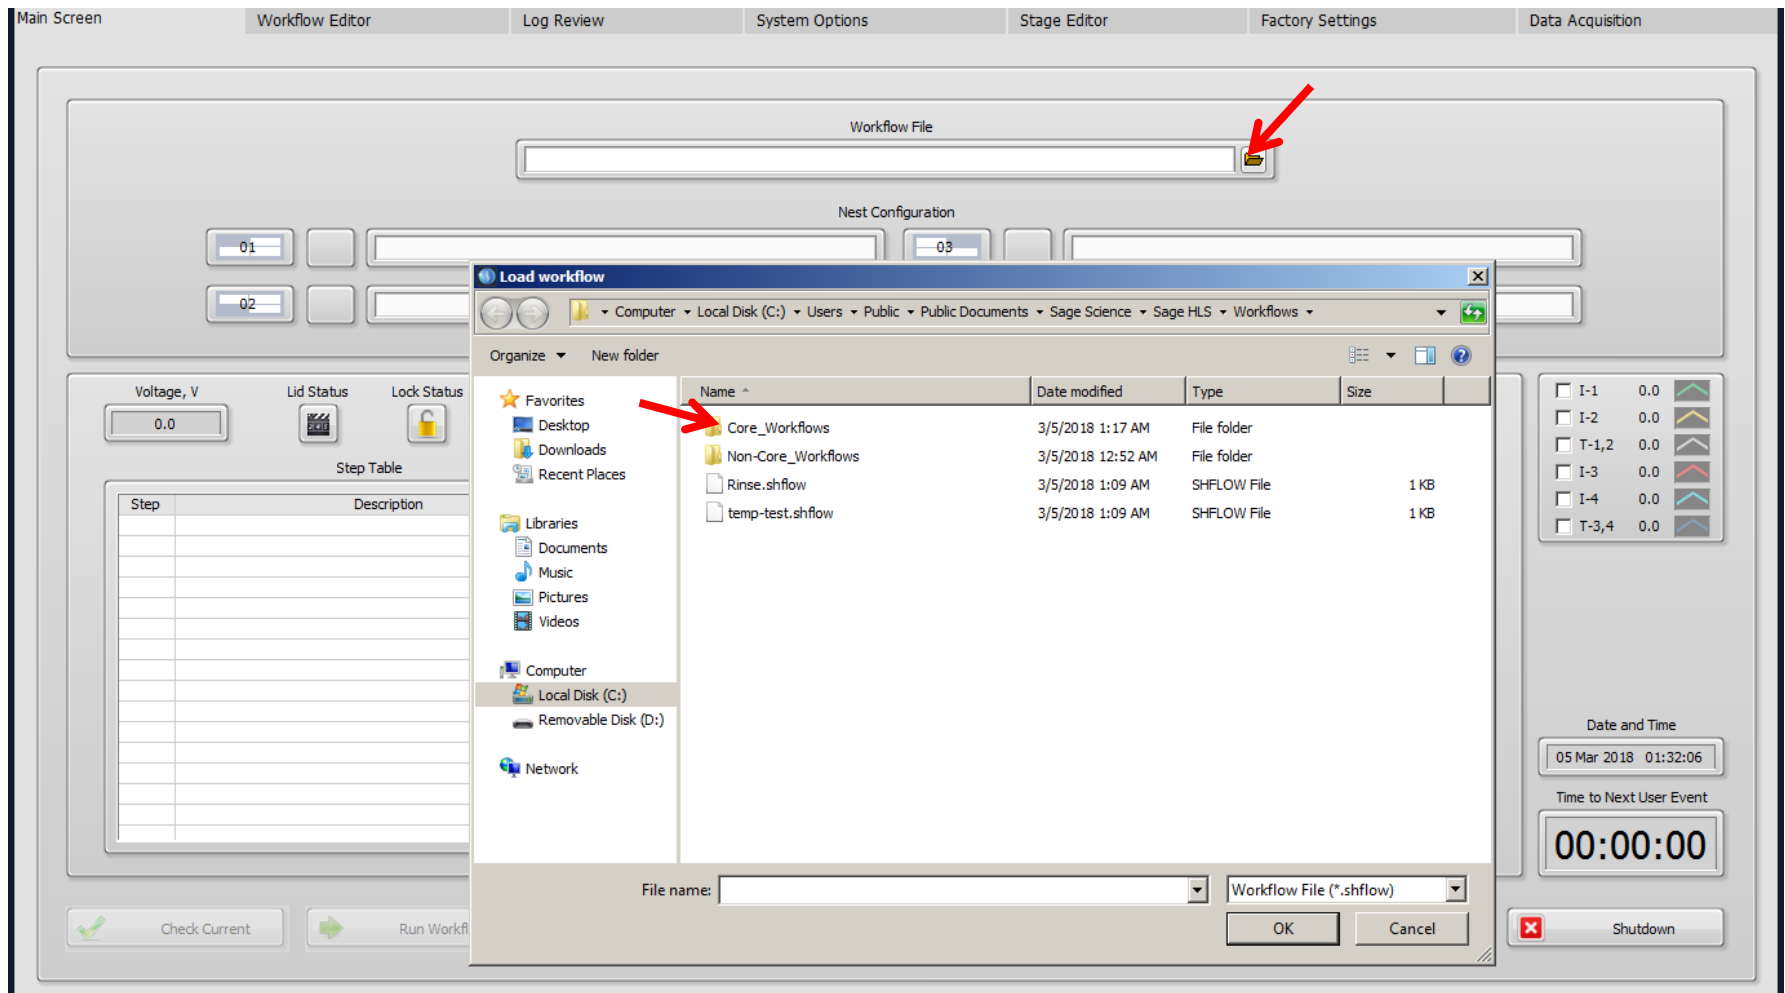 Main Screen Workflow Editor Log Review System Options Stage Editor Factory Settings Data Acquisition
Workflow File
Nest Configuration
01 03
02
Load workflow
Computer Local Disk (C:) Users Public Public Documents Sage Science Sage HLS Workflows
Organize New folder
Voltage, V Lid Status Lock Status
0.0
Step Table
Step Description
Favorites
Desktop
Downloads
Recent Places
Libraries
Documents
Music
Pictures
Videos
Computer
Local Disk (C:)
Removable Disk (D:)
Network
Name Date modified Type Size
Core_Workflows 3/5/2018 1:17 AM File folder
Non-Core_Workflows 3/5/2018 12:52 AM File folder
Rinse.shflow 3/5/2018 1:09 AM SHFLOW File 1 KB
temp-test.shflow 3/5/2018 1:09 AM SHFLOW File 1 KB
File name: Workflow File (*.shflow)
OK Cancel
I-1 0.0
I-2 0.0
T-1,2 0.0
I-3 0.0
I-4 0.0
T-3,4 0.0
Date and Time
05 Mar 2018 01:32:06
Time to Next User Event
00:00:00
Check Current Run Workfl Shutdown